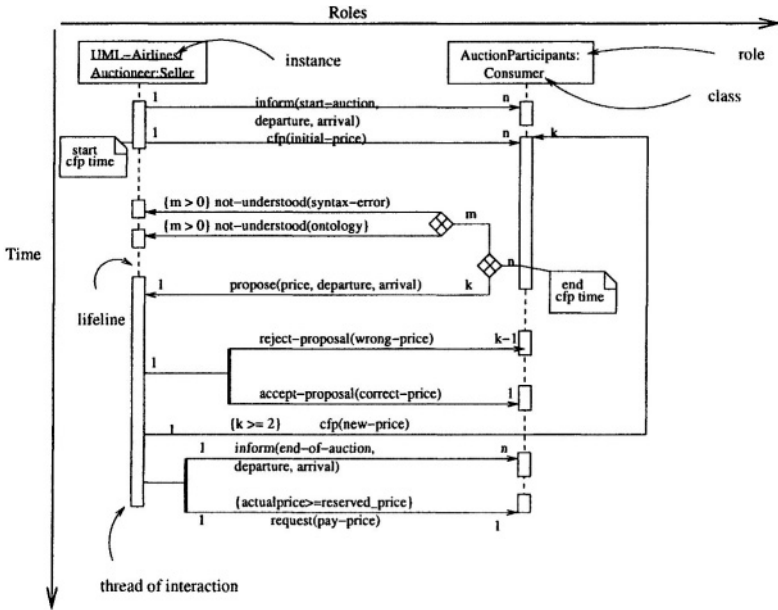 Roles
UML-Airlines/
Auctioneer:Seller
instance
AuctionParticipants:
Consumer
role
class
1 inform(start-auction, n
departure, arrival)
1 cfp(initial-price) n
k
start
cfp time
{m > 0} not-understood(syntax-error)
m
{m > 0} not-understood(ontology}
Time
n
1 propose(price, departure, arrival) k
end
cfp time
lifeline
reject-proposal(wrong-price) k-1
1
accept-proposal(correct-price) 1
1 {k >= 2} cfp(new-price)
1 inform(end-of-auction, n
departure, arrival)
{actualprice>=reserved_price}
1 request(pay-price) 1
thread of interaction